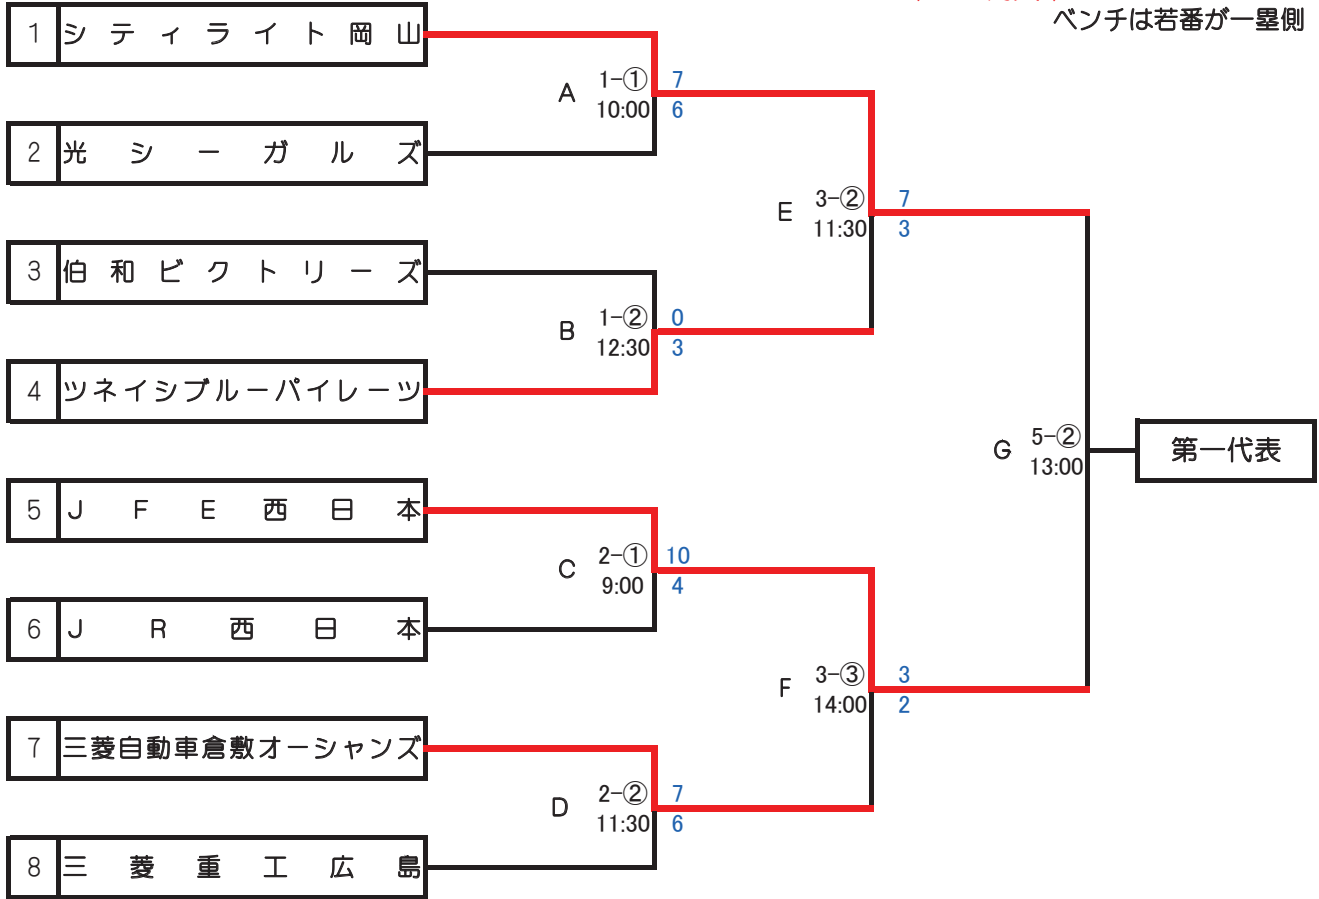 ベンチは若番が一塁側
1 シティライト岡山
A 1-① 7
10:00 6
2 光シーガルズ
E 3-② 7
11:30 3
3 伯和ビクトリーズ
B 1-② 0
12:30 3
4 ツネイシブルーパイレーツ
G 5-②
13:00
第一代表
5 JFE西日本
C 2-① 10
9:00 4
6 JR西日本
F 3-③ 3
14:00 2
7 三菱自動車倉敷オーシャンズ
D 2-② 7
11:30 6
8 三菱重工広島